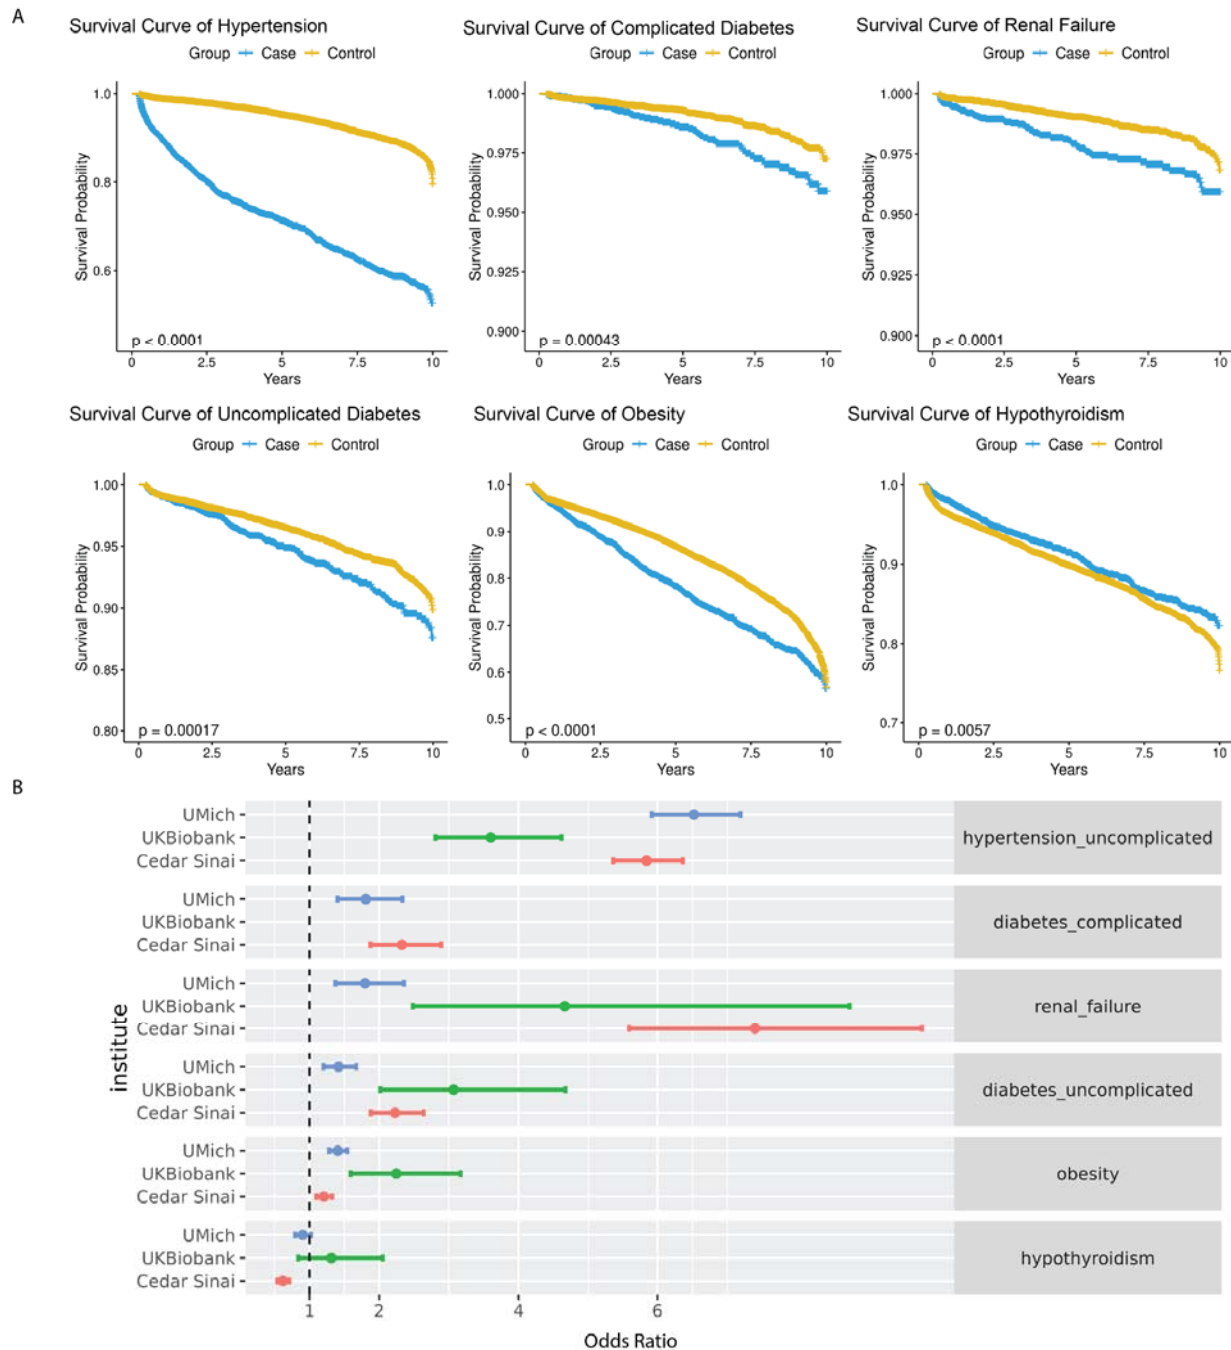 A
Survival Curve of Hypertension
Group Case Control
Survival Probability
1.0
0.8
0.6
p < 0.0001
0 2.5 5 7.5 10
Years
Survival Curve of Complicated Diabetes
Group Case Control
Survival Probability
1.000
0.975
0.950
0.925
0.900
p = 0.00043
0 2.5 5 7.5 10
Years
Survival Curve of Renal Failure
Group Case Control
Survival Probability
1.000
0.975
0.950
0.925
0.900
p < 0.0001
0 2.5 5 7.5 10
Years
Survival Curve of Uncomplicated Diabetes
Group Case Control
Survival Probability
1.00
0.95
0.90
0.85
0.80
p = 0.00017
0 2.5 5 7.5 10
Years
Survival Curve of Obesity
Group Case Control
Survival Probability
1.0
0.9
0.8
0.7
0.6
0.5
p < 0.0001
0 2.5 5 7.5 10
Years
Survival Curve of Hypothyroidism
Group Case Control
Survival Probability
1.0
0.9
0.8
0.7
p = 0.0057
0 2.5 5 7.5 10
Years
B
institute
UMich
UKBiobank
Cedar Sinai
hypertension_uncomplicated
UMich
UKBiobank
Cedar Sinai
diabetes_complicated
UMich
UKBiobank
Cedar Sinai
renal_failure
UMich
UKBiobank
Cedar Sinai
diabetes_uncomplicated
UMich
UKBiobank
Cedar Sinai
obesity
UMich
UKBiobank
Cedar Sinai
hypothyroidism
1 2 4 6
Odds Ratio